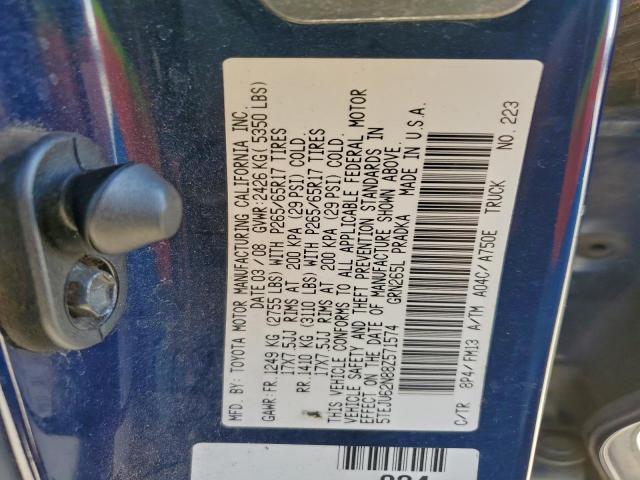 MFD. BY: TOYOTA MOTOR MANUFACTURING CALIFORNIA INC.
DATE 03/08 GVWR: 2426 KG( 5350 LBS)
GAWR: FR. 1249 KG (2755 LBS) WITH P265/65R17 TIRES
17X7.5JJ RIMS AT 200 KPA (29 PSI) COLD.
RR. 1410 KG (3110 LBS) WITH P265/65R17 TIRES
17X7.5JJ RIMS AT 200 KPA (29 PSI) COLD.
THIS VEHICLE CONFORMS TO ALL APPLICABLE FEDERAL MOTOR
VEHICLE SAFETY AND THEFT PREVENTION STANDARDS IN
EFFECT ON THE DATE OF MANUFACTURE SHOWN ABOVE.
5TEJU62N88Z571574 GRN265L PRADKA MADE IN U.S.A.
C/TR 8P4/FM13 A/TM A04C/A750E TRUCK NO. 223